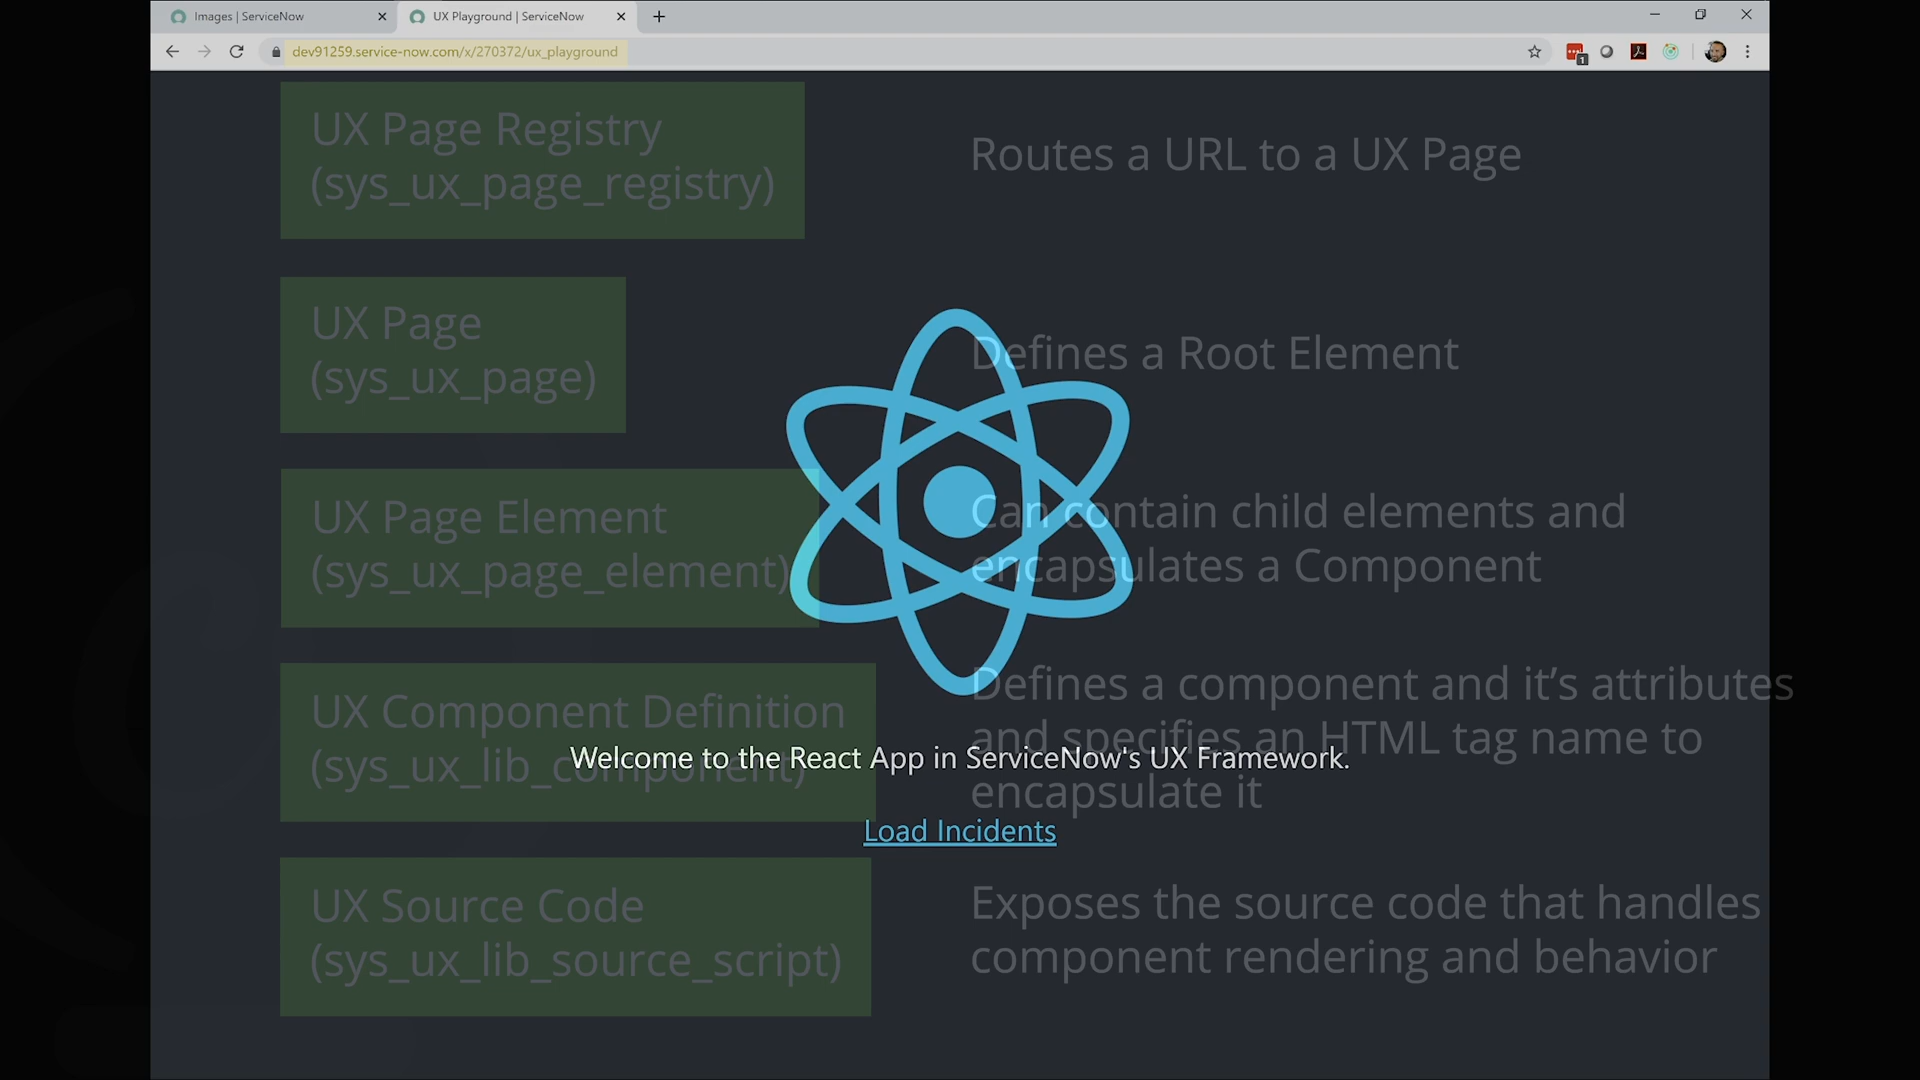 Images | ServiceNow
UX Playground | ServiceNow
dev91259.service-now.com/x/270372/ux_playground
1
UX Page Registry
(sys_ux_page_registry)
Routes a URL to a UX Page
UX Page
(sys_ux_page)
Defines a Root Element
UX Page Element
(sys_ux_page_element)
Can contain child elements and
encapsulates a Component
UX Component Definition
(sys_ux_lib_component)
Defines a component and it’s attributes
and specifies an HTML tag name to
encapsulate it
Welcome to the React App in ServiceNow's UX Framework.
Load Incidents
UX Source Code
(sys_ux_lib_source_script)
Exposes the source code that handles
component rendering and behavior